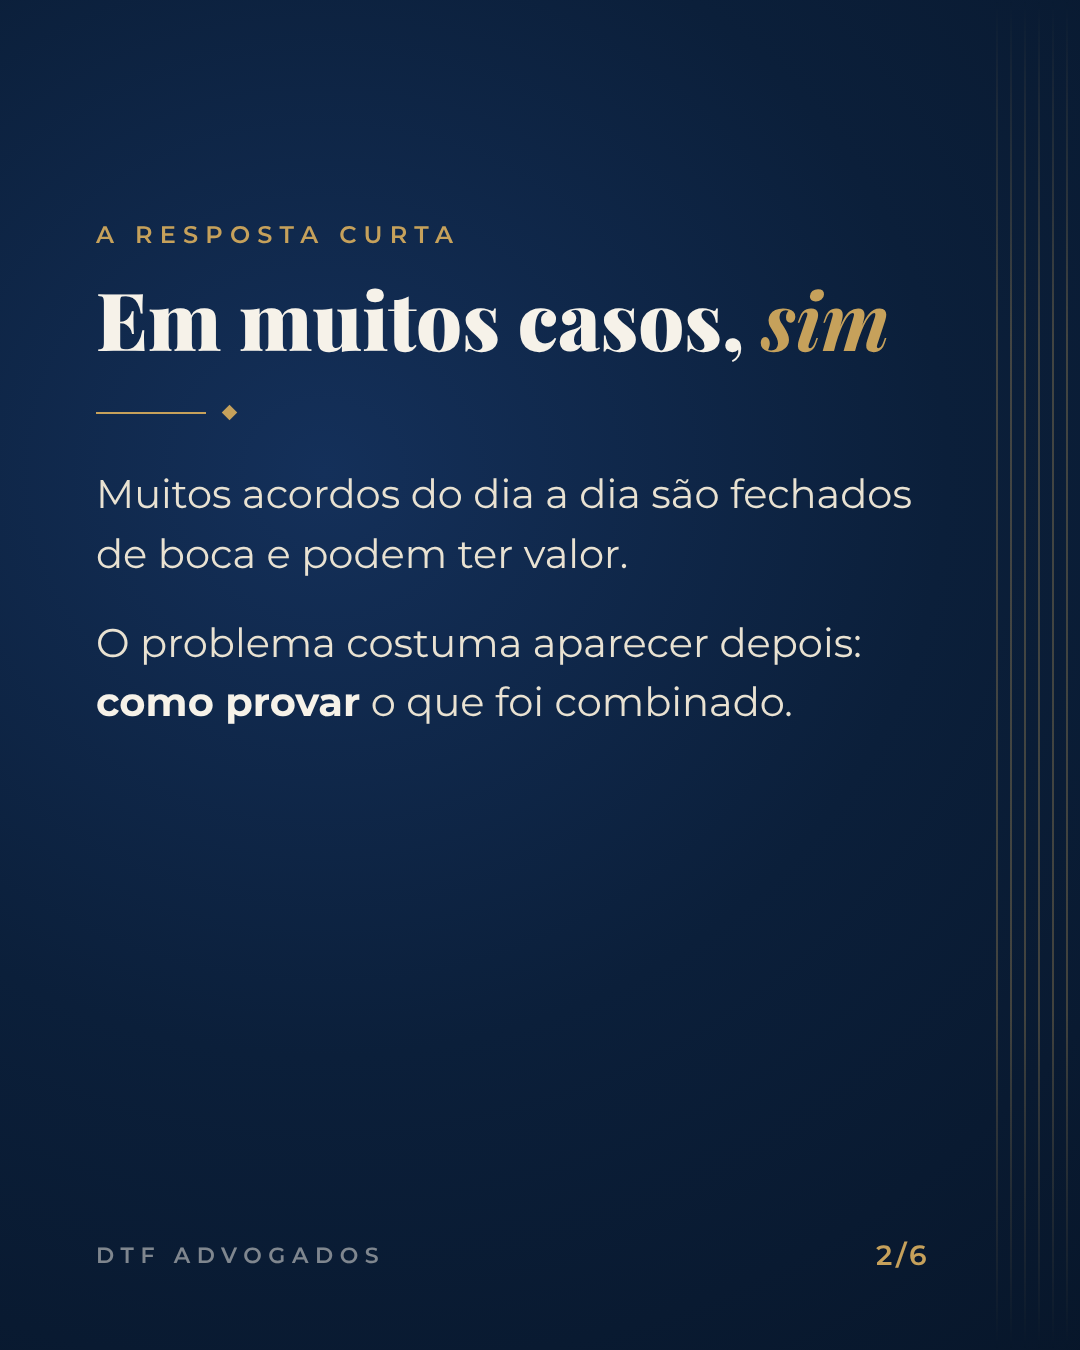 A RESPOSTA CURTA
Em muitos casos, sim
Muitos acordos do dia a dia são fechados
de boca e podem ter valor.
O problema costuma aparecer depois:
como provar o que foi combinado.
DTF ADVOGADOS
2/6